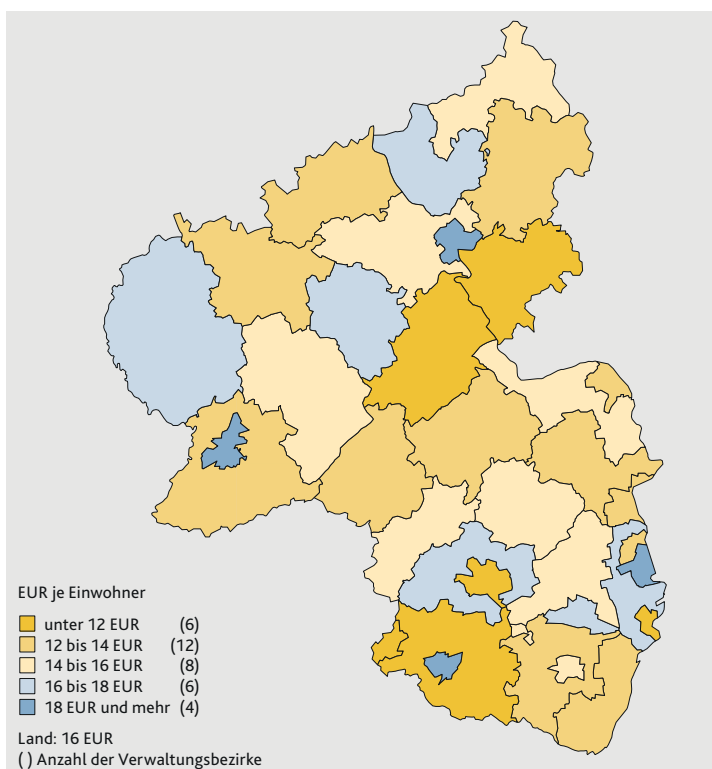 EUR je Einwohner
unter 12 EUR (6)
12 bis 14 EUR (12)
14 bis 16 EUR (8)
16 bis 18 EUR (6)
18 EUR und mehr (4)
Land: 16 EUR
( ) Anzahl der Verwaltungsbezirke